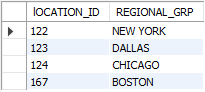 lOCATION_ID REGIONAL_GRP
122 NEW YORK
123 DALLAS
124 CHICAGO
167 BOSTON